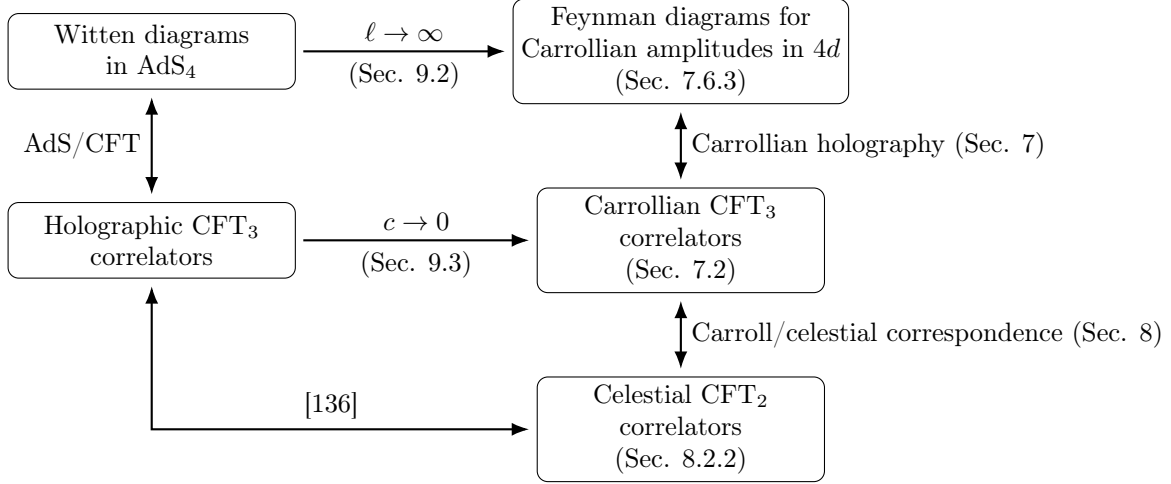 Witten diagrams
in AdS₄
ℓ → ∞
(Sec. 9.2)
Feynman diagrams for
Carrollian amplitudes in 4d
(Sec. 7.6.3)
AdS/CFT
Carrollian holography (Sec. 7)
Holographic CFT₃
correlators
c → 0
(Sec. 9.3)
Carrollian CFT₃
correlators
(Sec. 7.2)
Carroll/celestial correspondence (Sec. 8)
[136]
Celestial CFT₂
correlators
(Sec. 8.2.2)